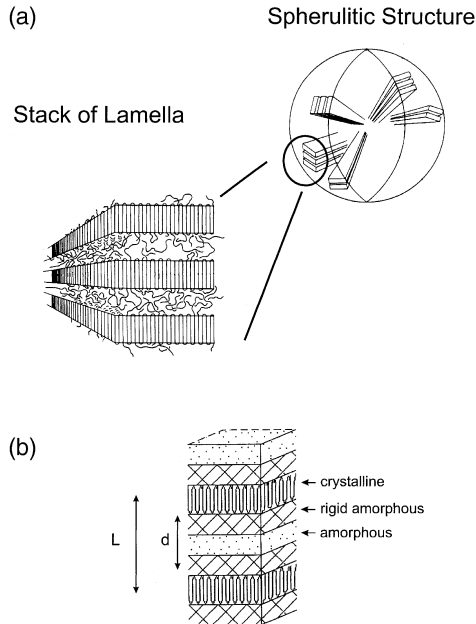 (a)
Spherulitic Structure
Stack of Lamella
(b)
crystalline
rigid amorphous
amorphous
L
d